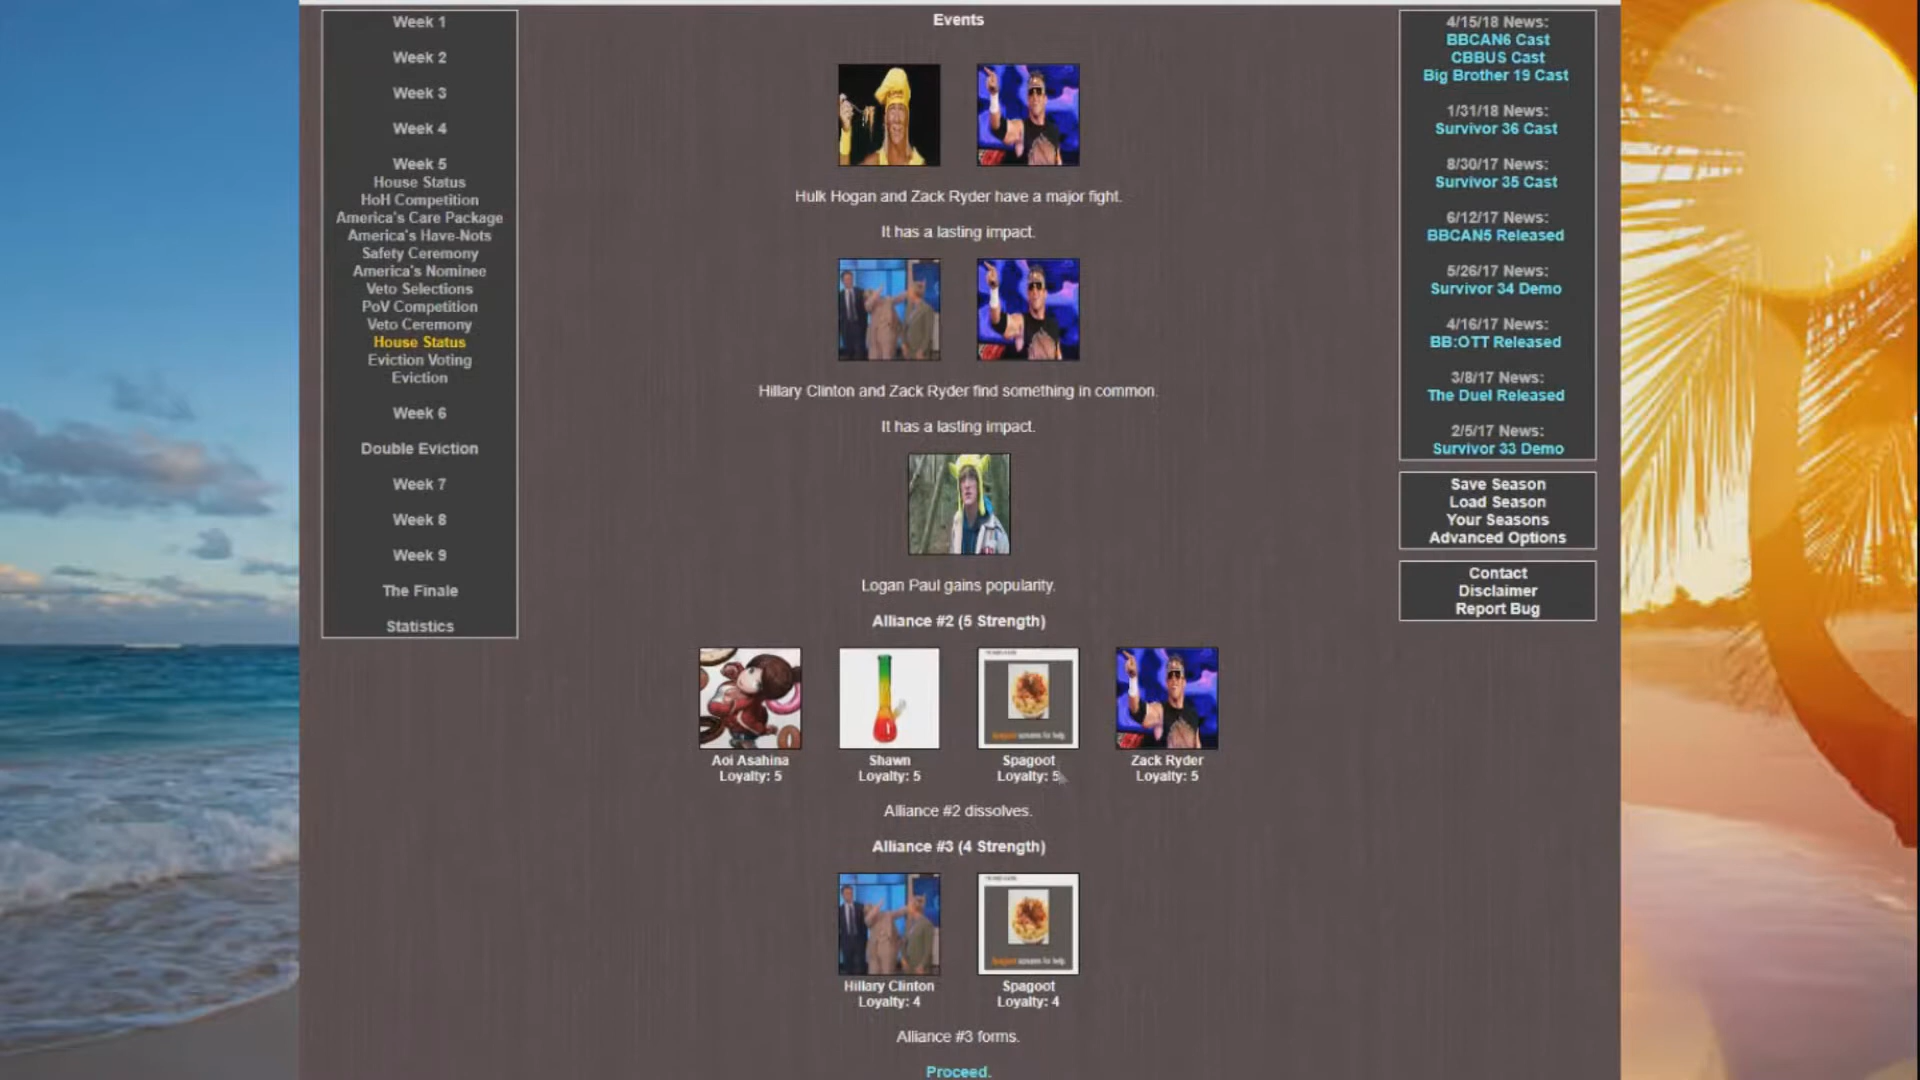 Week 1
Week 2
Week 3
Week 4
Week 5
House Status
HoH Competition
America's Care Package
America's Have-Nots
Safety Ceremony
America's Nominee
Veto Selections
PoV Competition
Veto Ceremony
House Status
Eviction Voting
Eviction
Week 6
Double Eviction
Week 7
Week 8
Week 9
The Finale
Statistics
Events
Hulk Hogan and Zack Ryder have a major fight.
It has a lasting impact.
Hillary Clinton and Zack Ryder find something in common.
It has a lasting impact.
Logan Paul gains popularity.
Alliance #2 (5 Strength)
Aoi Asahina
Loyalty: 5
Shawn
Loyalty: 5
Spagoot screams for help.
Spagoot
Loyalty: 5
Zack Ryder
Loyalty: 5
Alliance #2 dissolves.
Alliance #3 (4 Strength)
Hillary Clinton
Loyalty: 4
Spagoot screams for help.
Spagoot
Loyalty: 4
Alliance #3 forms.
Proceed.
4/15/18 News:
BBCAN6 Cast
CBBUS Cast
Big Brother 19 Cast
1/31/18 News:
Survivor 36 Cast
8/30/17 News:
Survivor 35 Cast
6/12/17 News:
BBCAN5 Released
5/26/17 News:
Survivor 34 Demo
4/16/17 News:
BB:OTT Released
3/8/17 News:
The Duel Released
2/5/17 News:
Survivor 33 Demo
Save Season
Load Season
Your Seasons
Advanced Options
Contact
Disclaimer
Report Bug